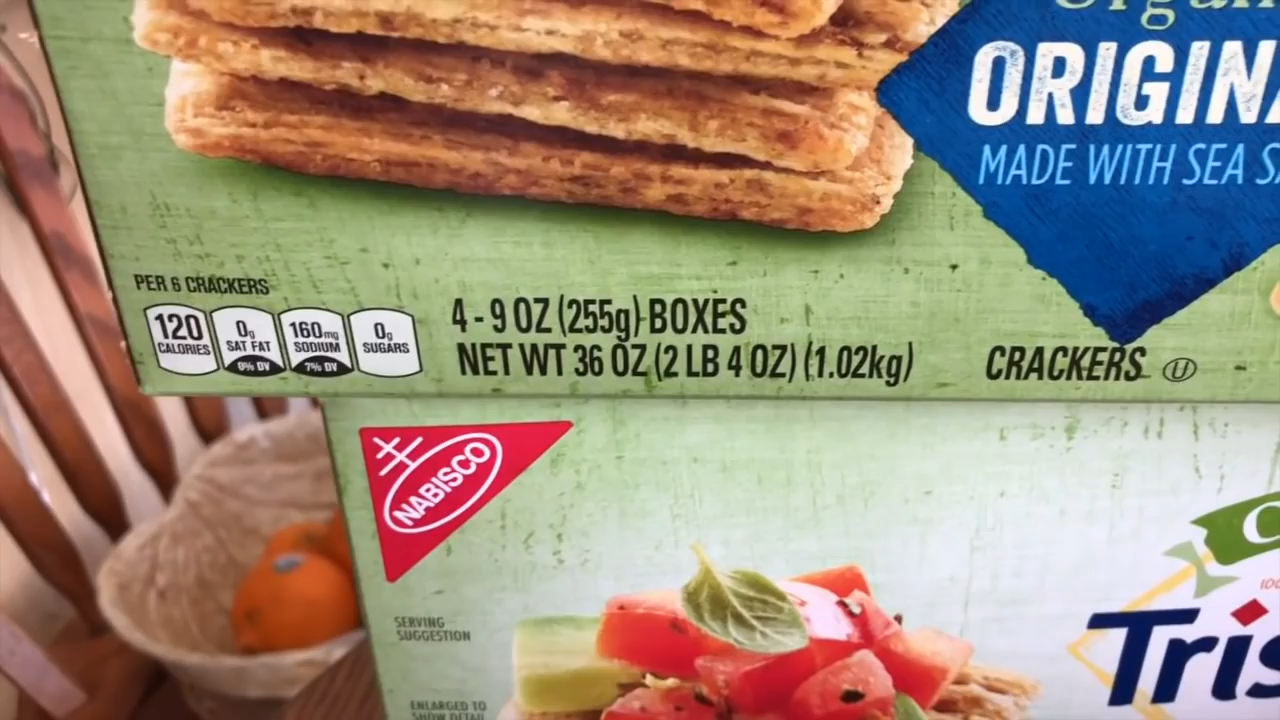 ORIGIN
MADE WITH SEA
PER 6 CRACKERS
120 CALORIES
0g SAT FAT 0% DV
160mg SODIUM 7% DV
0g SUGARS
4 - 9 OZ (255g) BOXES
NET WT 36 OZ (2 LB 4 OZ) (1.02kg)
CRACKERS U
NABISCO
SERVING
SUGGESTION
Tris
ENLARGED TO
SHOW DETAIL